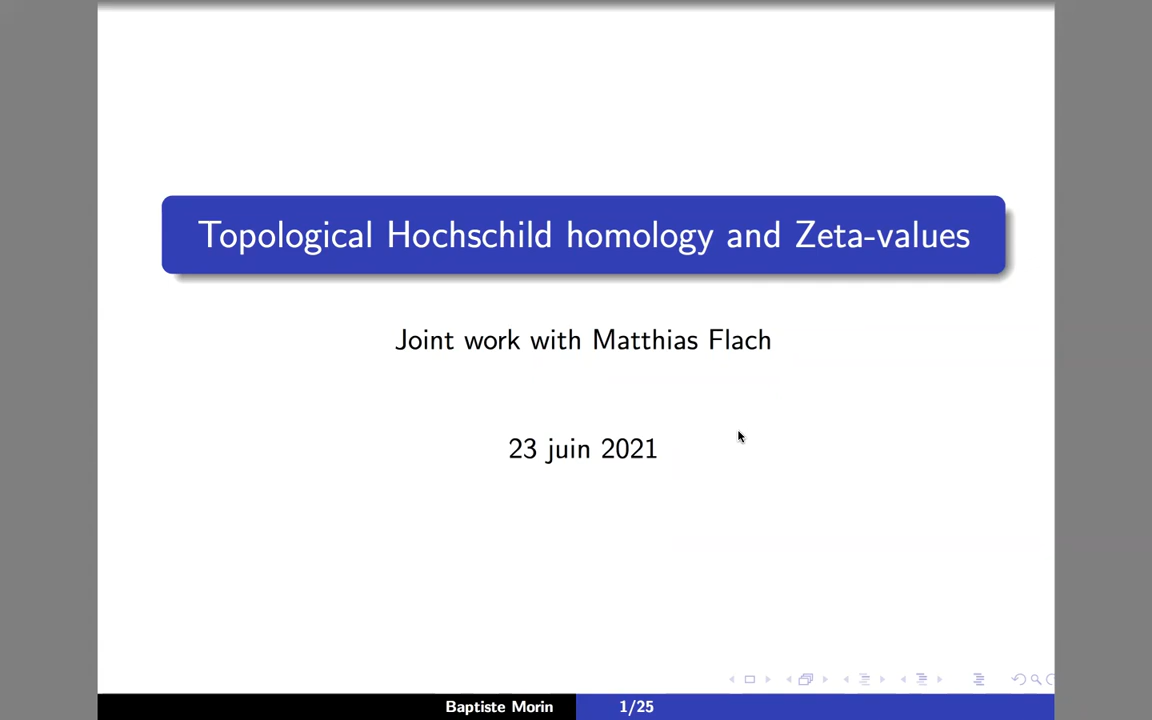 Topological Hochschild homology and Zeta-values
Joint work with Matthias Flach
23 juin 2021
Baptiste Morin
1/25